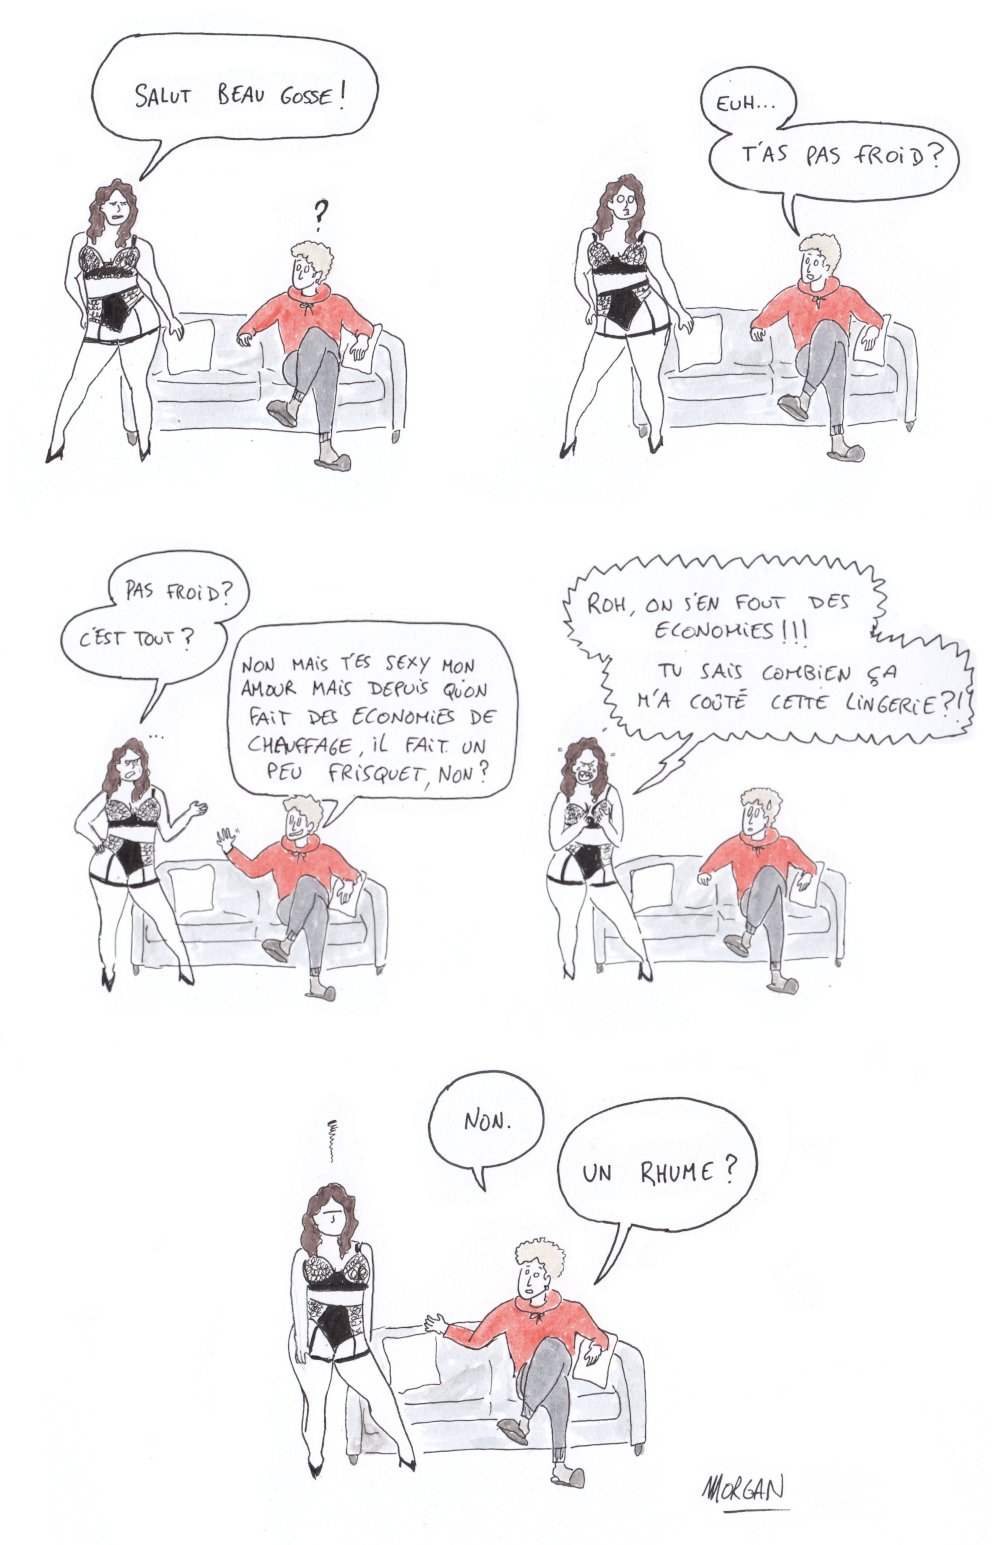 SALUT BEAU GOSSE !
?
EUH...
T'AS PAS FROID ?
PAS FROID ?
C'EST TOUT ?
...
NON MAIS T'ES SEXY MON
AMOUR MAIS DEPUIS QU'ON
FAIT DES ECONOMIES DE
CHAUFFAGE, IL FAIT UN
PEU FRISQUET, NON ?
ROH, ON S'EN FOUT DES
ECONOMIES !!!
TU SAIS COMBIEN ÇA
M'A COÛTÉ CETTE LINGERIE ?!
NON.
UN RHUME ?
MORGAN